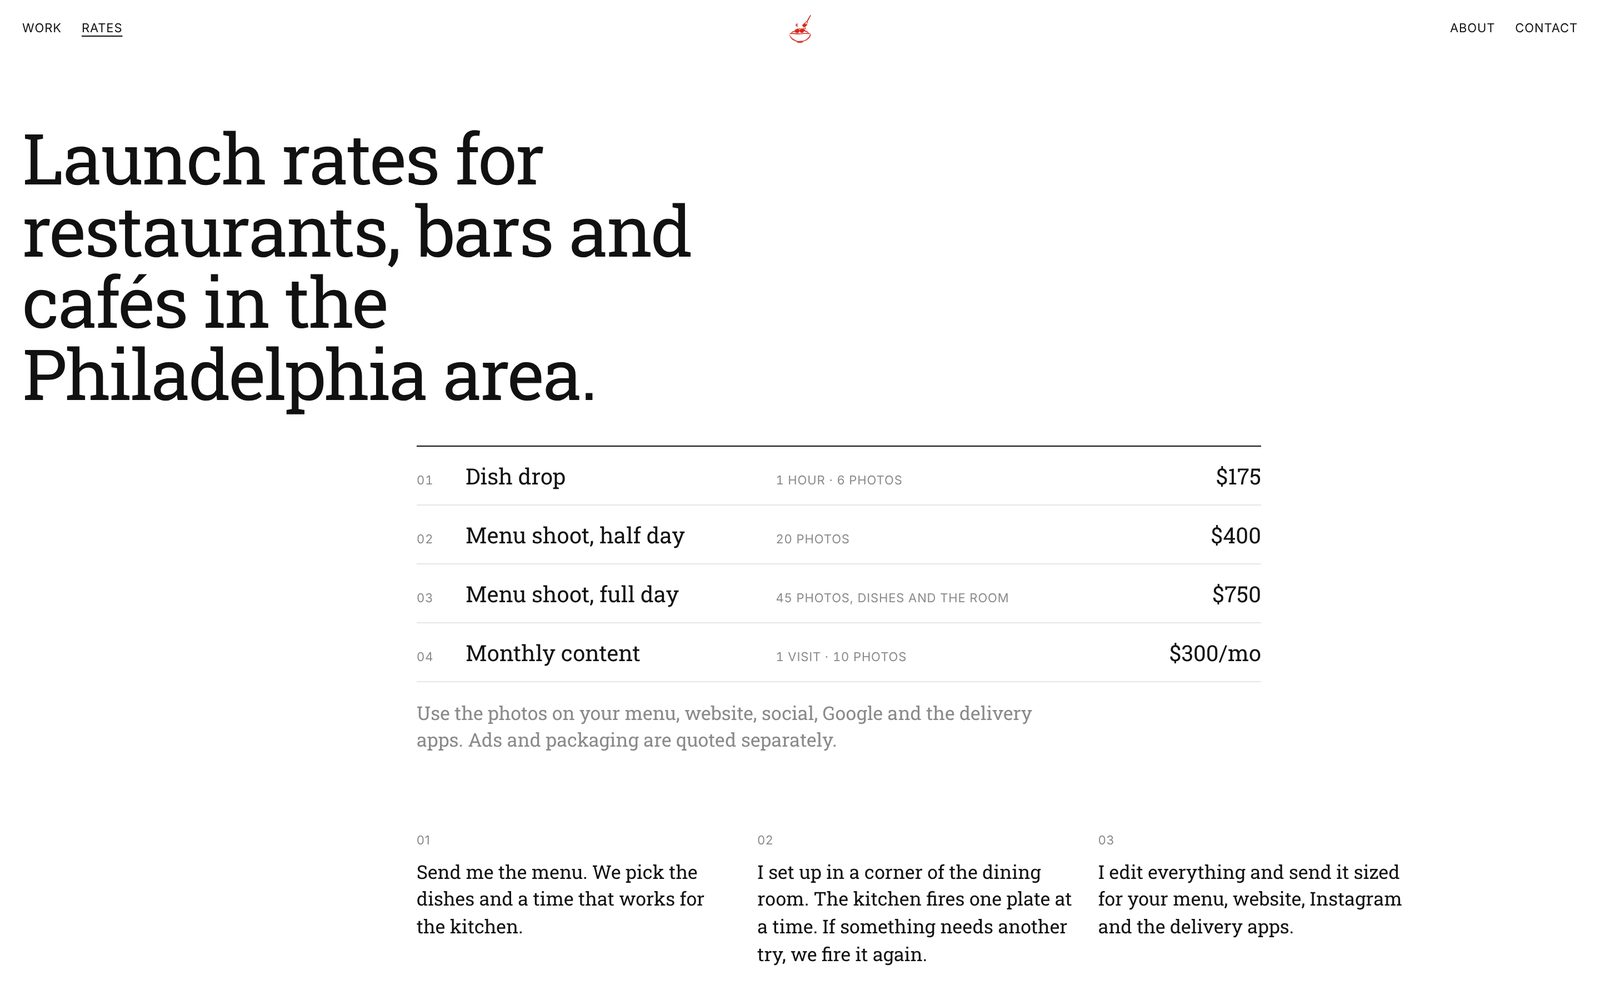 WORK RATES ABOUT CONTACT
Launch rates for
restaurants, bars and
cafés in the
Philadelphia area.
01 Dish drop 1 HOUR · 6 PHOTOS $175
02 Menu shoot, half day 20 PHOTOS $400
03 Menu shoot, full day 45 PHOTOS, DISHES AND THE ROOM $750
04 Monthly content 1 VISIT · 10 PHOTOS $300/mo
Use the photos on your menu, website, social, Google and the delivery
apps. Ads and packaging are quoted separately.
01
Send me the menu. We pick the
dishes and a time that works for
the kitchen.
02
I set up in a corner of the dining
room. The kitchen fires one plate at
a time. If something needs another
try, we fire it again.
03
I edit everything and send it sized
for your menu, website, Instagram
and the delivery apps.